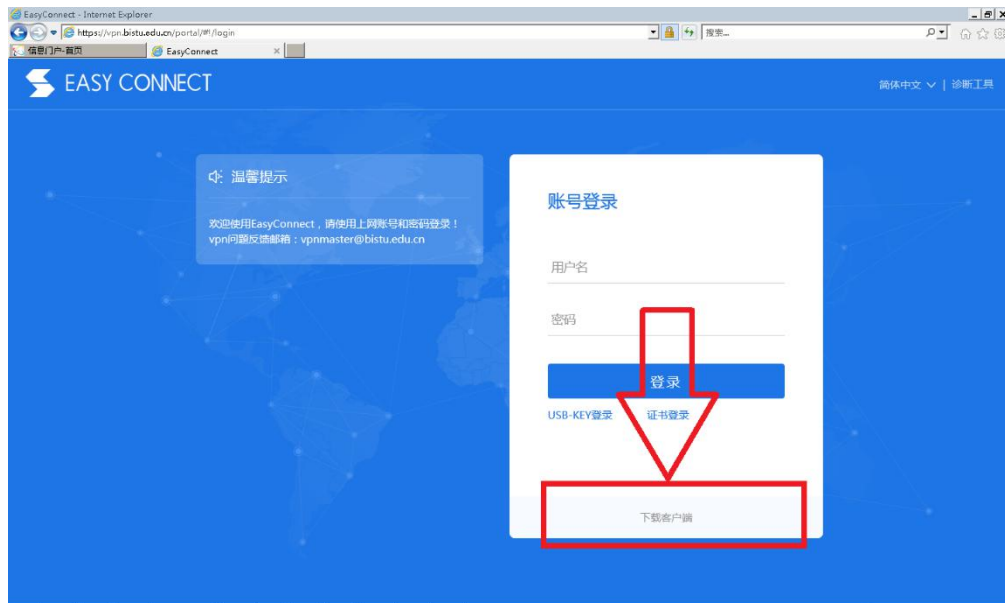 EasyConnect - Internet Explorer
https://vpn.bistu.edu.cn/portal/#!/login
搜索...
信息门户-首页
EasyConnect
EASY CONNECT
简体中文 | 诊断工具
温馨提示
欢迎使用EasyConnect，请使用上网账号和密码登录！
vpn问题反馈邮箱：vpnmaster@bistu.edu.cn
账号登录
用户名
密码
登录
USB-KEY登录
证书登录
下载客户端